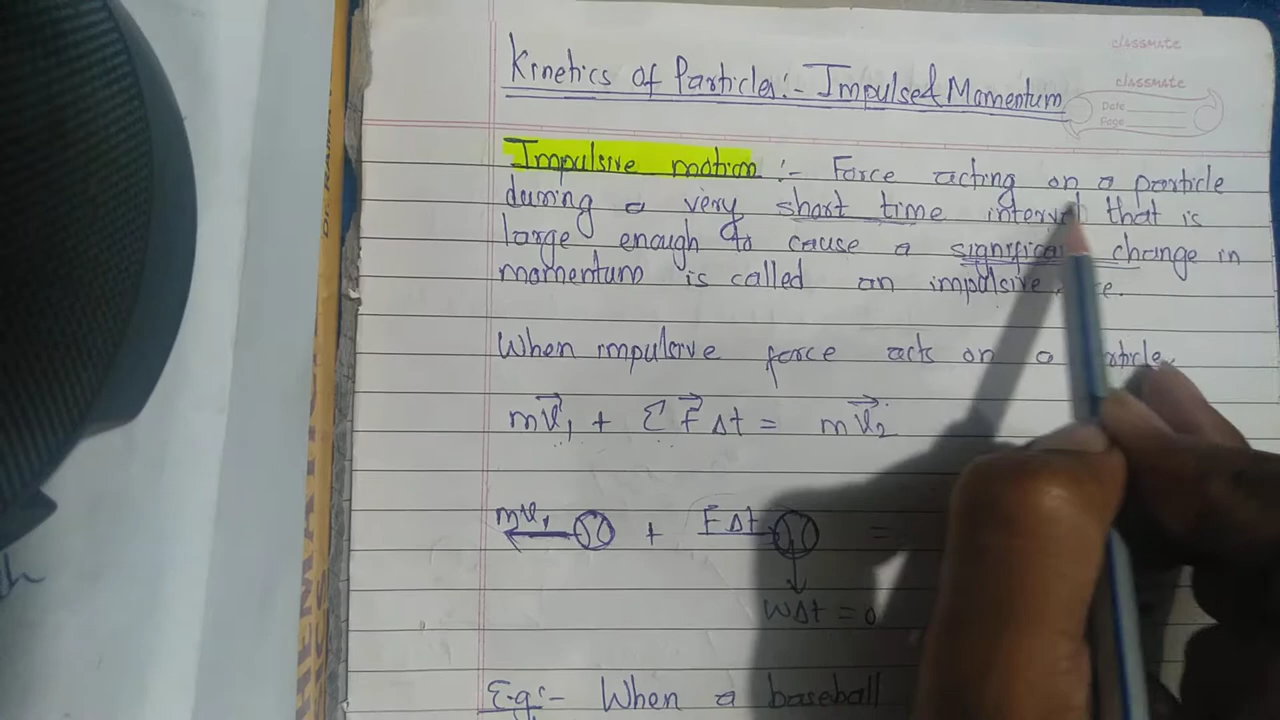 classmate
classmate
Date
Page
Kinetics of Particles:- Impulse & Momentum
Impulsive motion :- Force acting on a particle
during a very short time interval that is
large enough to cause a significant change in
momentum is called an impulsive
When impulsive force acts on a
mv⃗₁ + ΣF⃗Δt = mv⃗₂
mv₁ + FΔt =
WΔt = 0
E.g:- When a baseball